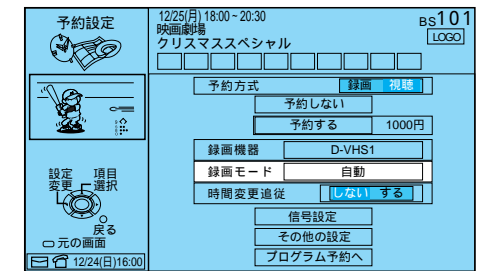 予約設定
12/25(月) 18:00~20:30
BS101
映画劇場
LOGO
クリスマススペシャル
予約方式 録画 視聴
予約しない
予約する 1000円
録画機器 D-VHS1
録画モード 自動
時間変更追従 しない する
信号設定
その他の設定
プログラム予約へ
設定変更
項目選択
戻る
元の画面
12/24(日)16:00